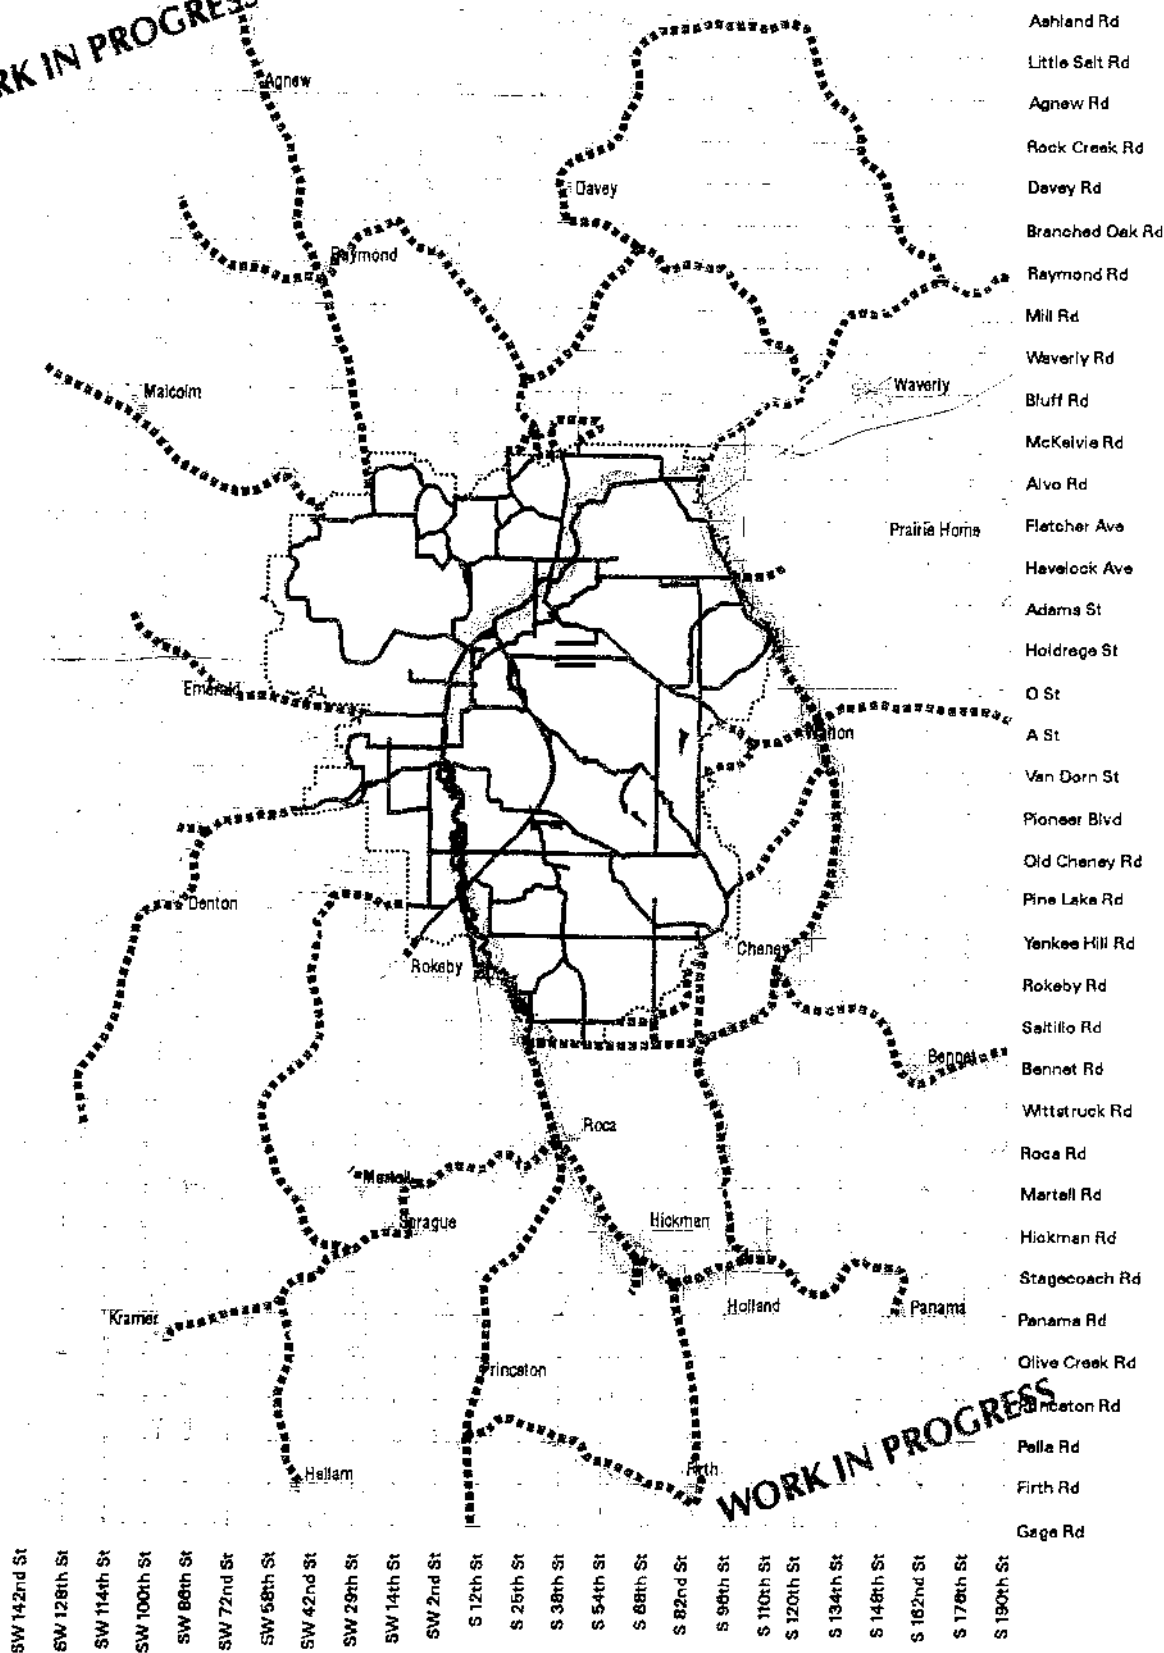 RK IN PROGRESS
Ashland Rd
Agnew
Little Salt Rd
Agnew Rd
Rock Creek Rd
Davey
Davey Rd
Branched Oak Rd
Raymond
Raymond Rd
Mill Rd
Waverly Rd
Malcolm
Waverly
Bluff Rd
McKelvie Rd
Alvo Rd
Prairie Home
Fletcher Ave
Havelock Ave
Adams St
Holdrege St
Emerald
O St
Walton
A St
Van Dorn St
Pioneer Blvd
Old Cheney Rd
Denton
Pine Lake Rd
Cheney
Yankee Hill Rd
Rokeby
Rokeby Rd
Saltillo Rd
Bennet
Bennet Rd
Wittstruck Rd
Roca
Roca Rd
Martell
Martell Rd
Sprague
Hickman
Hickman Rd
Stagecoach Rd
Holland
Panama
Kramer
Panama Rd
Princeton
Olive Creek Rd
Princeton Rd
WORK IN PROGRESS
Pella Rd
Hallam
Firth
Firth Rd
Gage Rd
SW 142nd St
SW 128th St
SW 114th St
SW 100th St
SW 86th St
SW 72nd St
SW 58th St
SW 42nd St
SW 29th St
SW 14th St
SW 2nd St
S 12th St
S 25th St
S 38th St
S 54th St
S 68th St
S 82nd St
S 96th St
S 110th St
S 120th St
S 134th St
S 148th St
S 162nd St
S 176th St
S 190th St